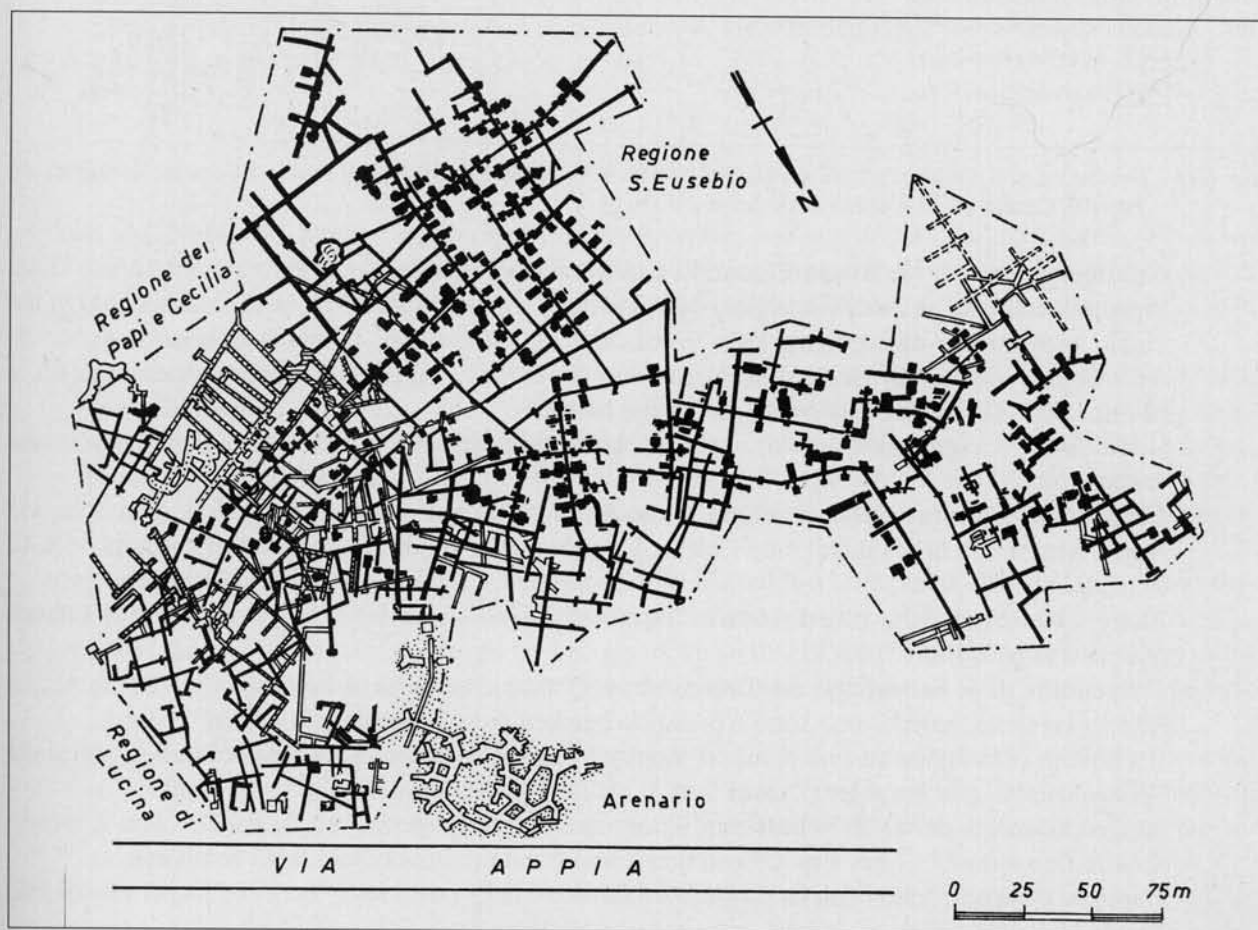 Regione
S. Eusebio
N
Regione dei
Papi e Cecilia
Regione di
Lucina
Arenario
VIA APPIA
0 25 50 75m